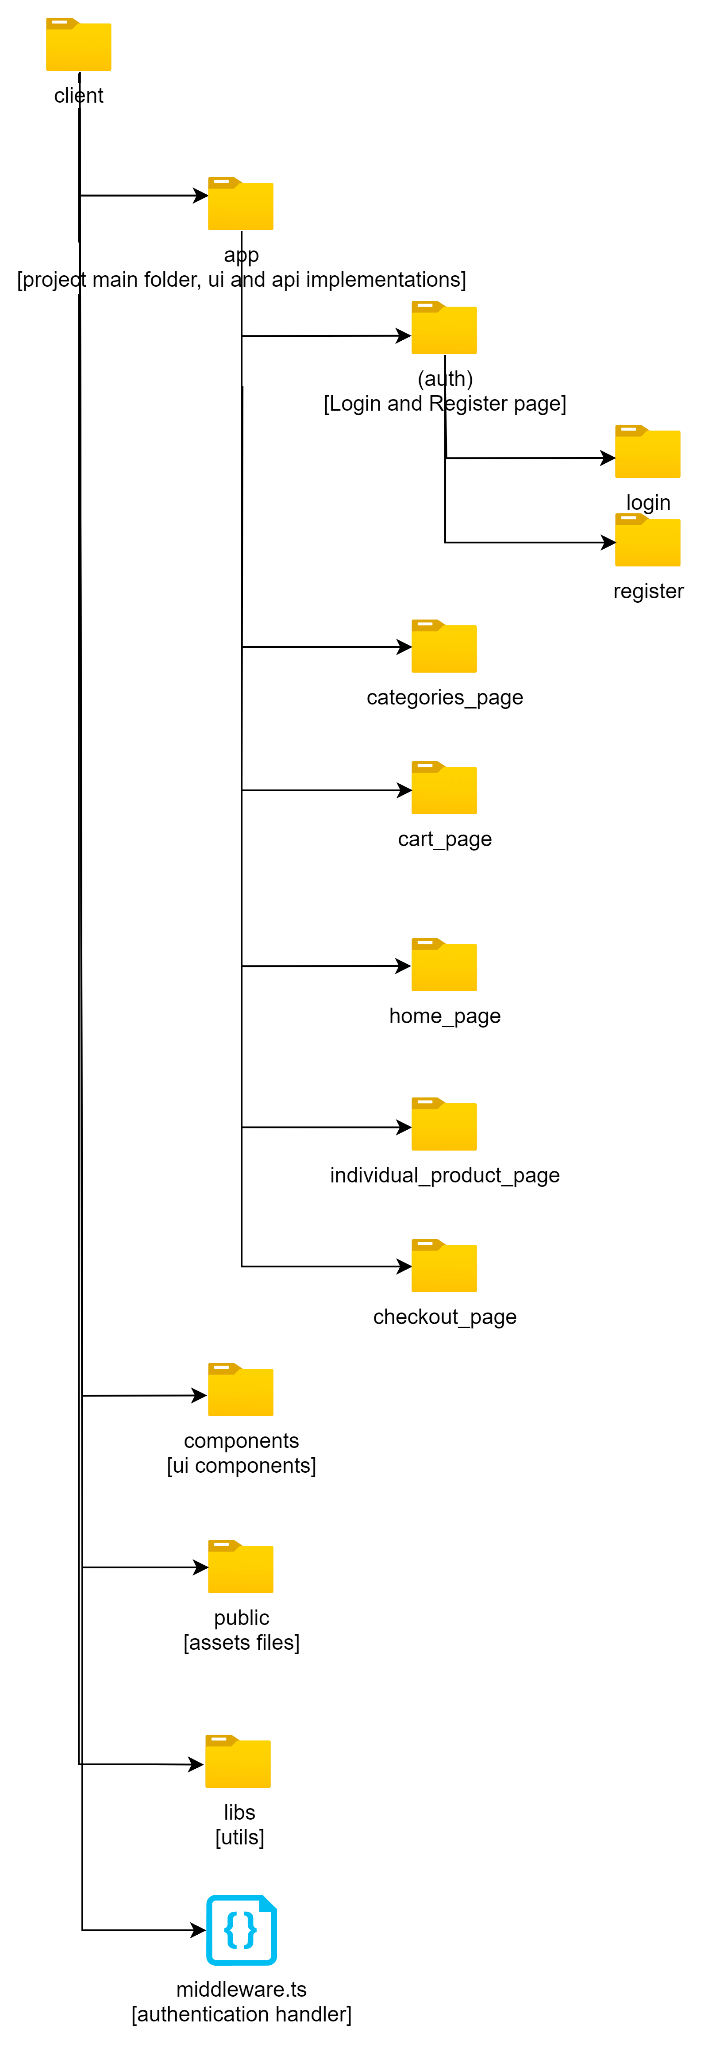 client
app
[project main folder, ui and api implementations]
(auth)
[Login and Register page]
login
register
categories_page
cart_page
home_page
individual_product_page
checkout_page
components
[ui components]
public
[assets files]
libs
[utils]
{}
middleware.ts
[authentication handler]